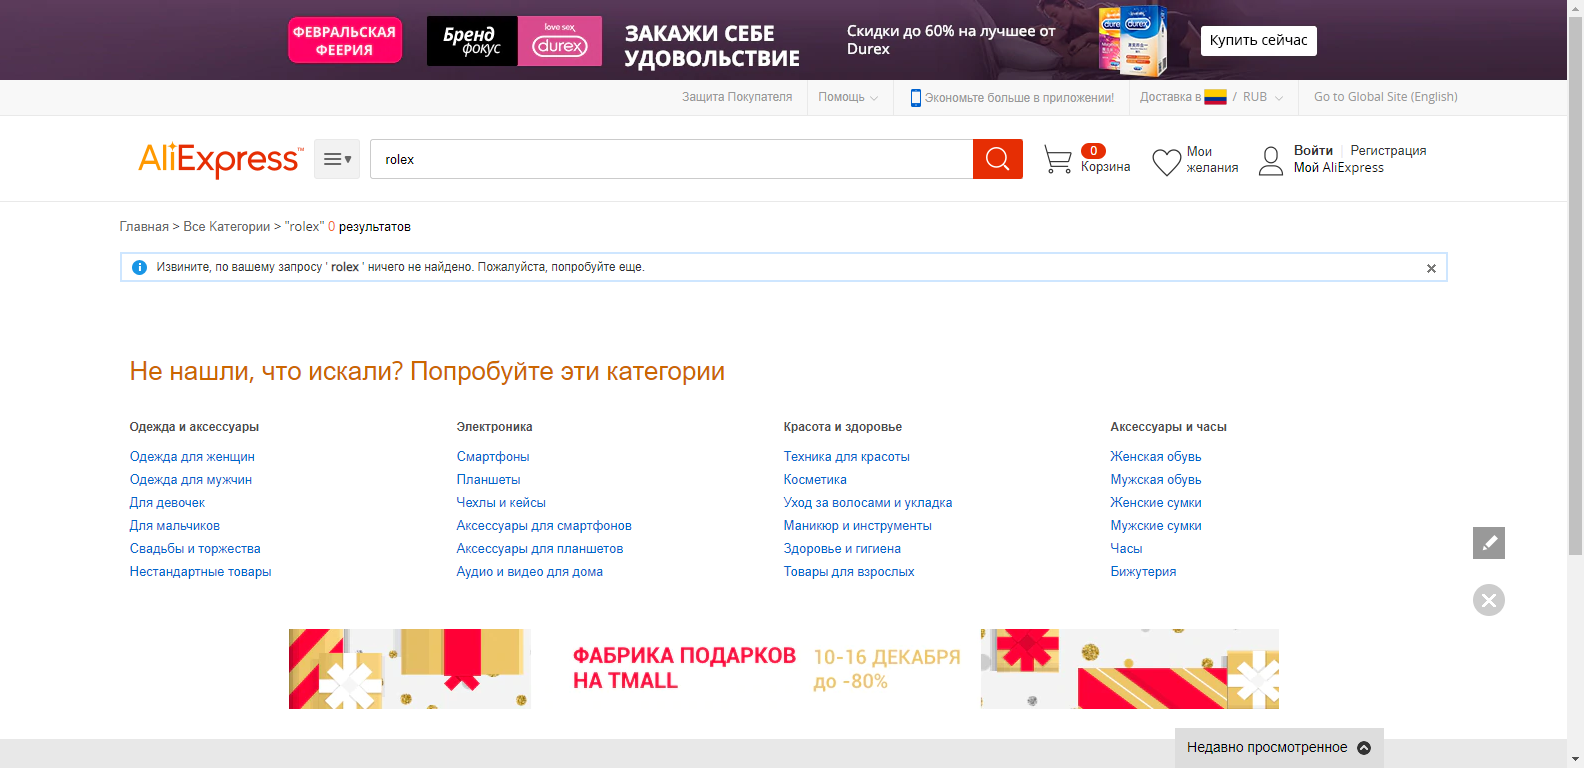 ФЕВРАЛЬСКАЯ
ФЕЕРИЯ
Бренд
фокус
love sex
durex
ЗАКАЖИ СЕБЕ
УДОВОЛЬСТВИЕ
Скидки до 60% на лучшее от
Durex
Купить сейчас
Защита Покупателя
Помощь
Экономьте больше в приложении!
Доставка в / RUB
Go to Global Site (English)
AliExpress™
rolex
0
Корзина
Мои
желания
Войти | Регистрация
Мой AliExpress
Главная > Все Категории > "rolex" 0 результатов
Извините, по вашему запросу ' rolex ' ничего не найдено. Пожалуйста, попробуйте еще.
Не нашли, что искали? Попробуйте эти категории
Одежда и аксессуары
Одежда для женщин
Одежда для мужчин
Для девочек
Для мальчиков
Свадьбы и торжества
Нестандартные товары
Электроника
Смартфоны
Планшеты
Чехлы и кейсы
Аксессуары для смартфонов
Аксессуары для планшетов
Аудио и видео для дома
Красота и здоровье
Техника для красоты
Косметика
Уход за волосами и укладка
Маникюр и инструменты
Здоровье и гигиена
Товары для взрослых
Аксессуары и часы
Женская обувь
Мужская обувь
Женские сумки
Мужские сумки
Часы
Бижутерия
ФАБРИКА ПОДАРКОВ
НА TMALL
10-16 ДЕКАБРЯ
до -80%
Недавно просмотренное